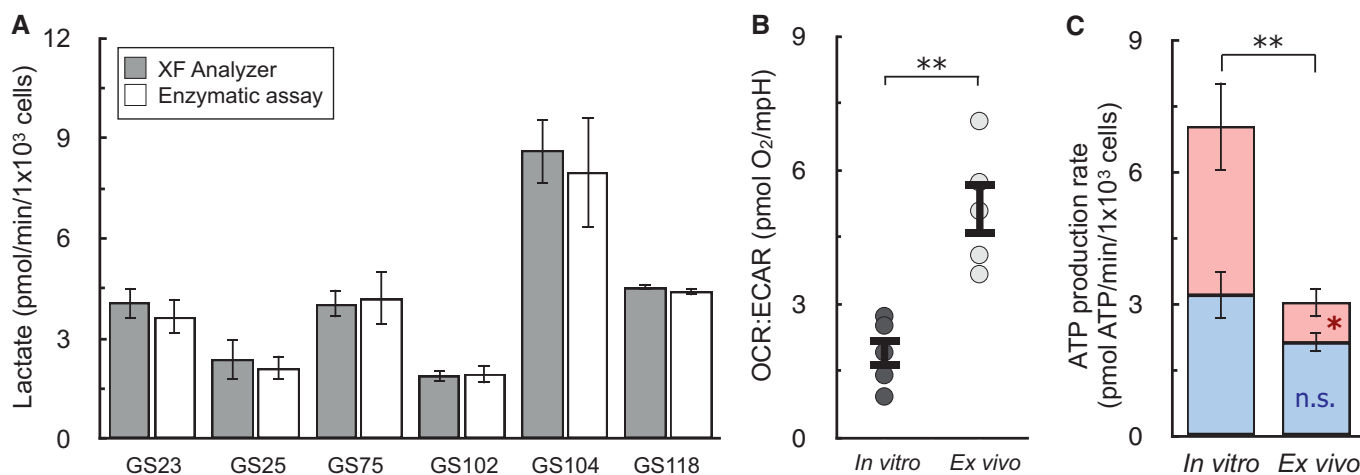 A
Lactate (pmol/min/1x10³ cells)
12
9
6
3
0
XF Analyzer
Enzymatic assay
GS23 GS25 GS75 GS102 GS104 GS118
B
OCR:ECAR (pmol O₂/mpH)
9
6
3
0
**
In vitro Ex vivo
C
ATP production rate
(pmol ATP/min/1x10³ cells)
9
6
3
0
**
*
n.s.
In vitro Ex vivo